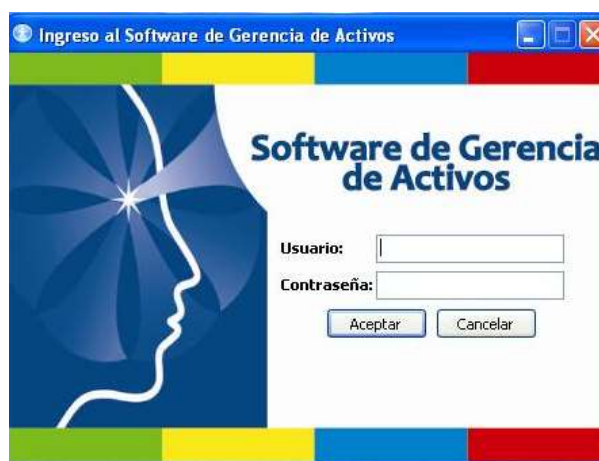 Ingreso al Software de Gerencia de Activos
Software de Gerencia
de Activos
Usuario:
Contraseña:
Aceptar Cancelar